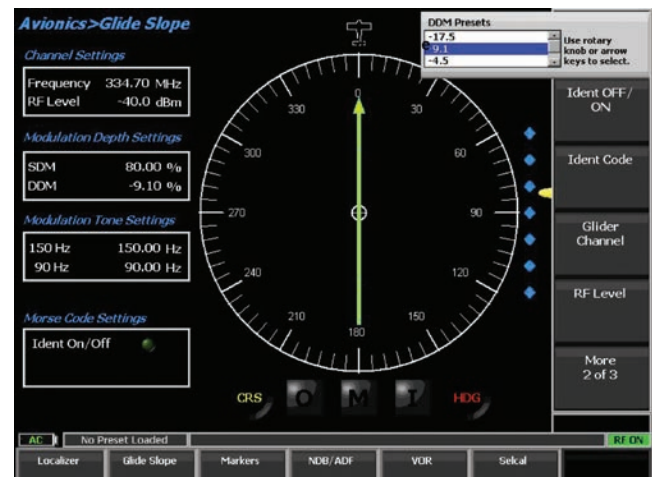 Avionics>Glide Slope
DDM Presets
-17.5
-9.1
-4.5
Use rotary
knob or arrow
keys to select.
Channel Settings
Frequency 334.70 MHz
RF Level -40.0 dBm
Modulation Depth Settings
SDM 80.00 %
DDM -9.10 %
Modulation Tone Settings
150 Hz 150.00 Hz
90 Hz 90.00 Hz
Morse Code Settings
Ident On/Off
0
30
60
90
120
150
180
210
240
270
300
330
CRS O M I HDG
Ident OFF/
ON
Ident Code
Glider
Channel
RF Level
More
2 of 3
AC No Preset Loaded RF ON
Localizer Glide Slope Markers NDB/ADF VOR Selcal